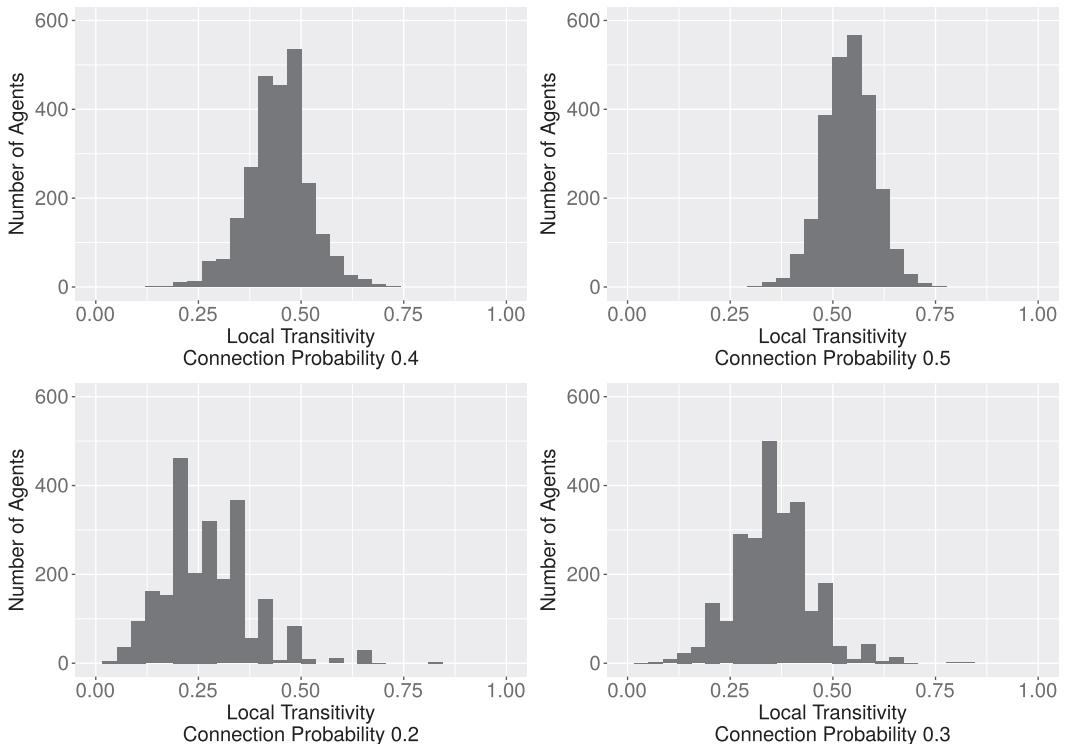 600
400
200
0
Number of Agents
0.00 0.25 0.50 0.75 1.00
Local Transitivity
Connection Probability 0.4
600
400
200
0
Number of Agents
0.00 0.25 0.50 0.75 1.00
Local Transitivity
Connection Probability 0.5
600
400
200
0
Number of Agents
0.00 0.25 0.50 0.75 1.00
Local Transitivity
Connection Probability 0.2
600
400
200
0
Number of Agents
0.00 0.25 0.50 0.75 1.00
Local Transitivity
Connection Probability 0.3